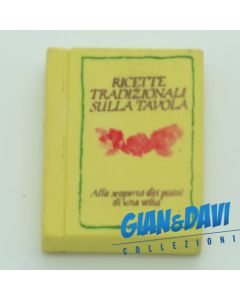 RICETTE
TRADIZIONALI
SULLA TAVOLA
Alla scoperta dei piatti
di una volta
GIAN&DAVI
COLLEZIONI